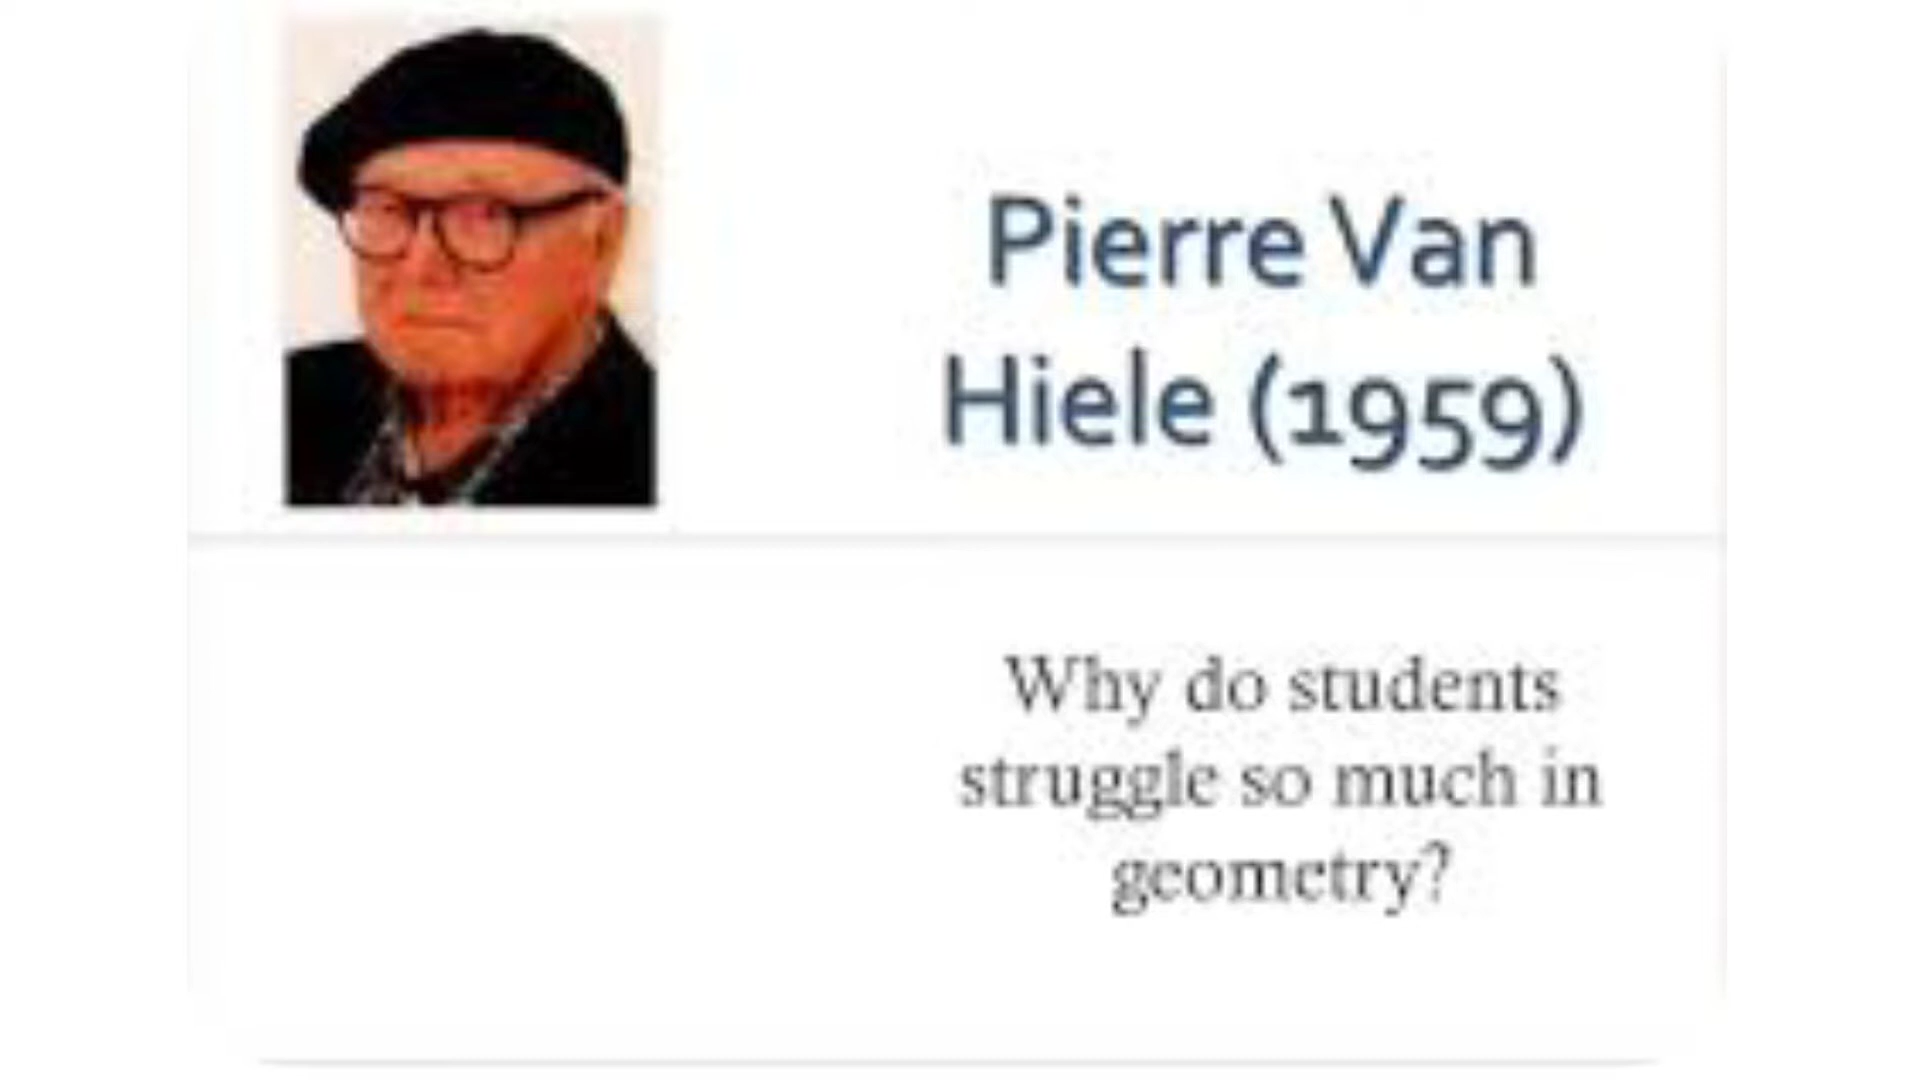 Pierre Van
Hiele (1959)
Why do students
struggle so much in
geometry?